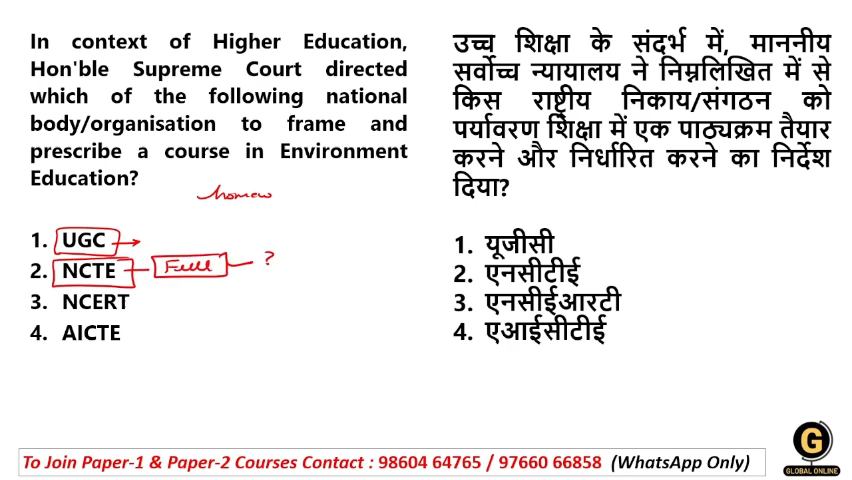 In context of Higher Education,
Hon'ble Supreme Court directed
which of the following national
body/organisation to frame and
prescribe a course in Environment
Education?
1. UGC
2. NCTE Full ?
3. NCERT
4. AICTE
उच्च शिक्षा के संदर्भ में, माननीय
सर्वोच्च न्यायालय ने निम्नलिखित में से
किस राष्ट्रीय निकाय/संगठन को
पर्यावरण शिक्षा में एक पाठ्यक्रम तैयार
करने और निर्धारित करने का निर्देश
दिया?
1. यूजीसी
2. एनसीटीई
3. एनसीईआरटी
4. एआईसीटीई
G
GLOBAL ONLINE
To Join Paper-1 & Paper-2 Courses Contact : 98604 64765 / 97660 66858 (WhatsApp Only)